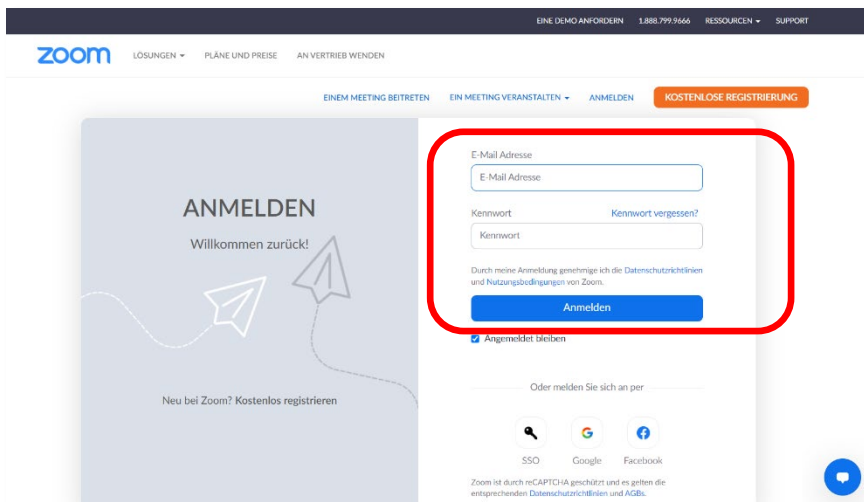 EINE DEMO ANFORDERN 1.888.799.9666 RESSOURCEN SUPPORT
zoom LÖSUNGEN PLÄNE UND PREISE AN VERTRIEB WENDEN
EINEM MEETING BEITRETEN EIN MEETING VERANSTALTEN ANMELDEN KOSTENLOSE REGISTRIERUNG
ANMELDEN
Willkommen zurück!
Neu bei Zoom? Kostenlos registrieren
E-Mail Adresse
E-Mail Adresse
Kennwort Kennwort vergessen?
Kennwort
Durch meine Anmeldung genehmige ich die Datenschutzrichtlinien
und Nutzungsbedingungen von Zoom.
Anmelden
Angemeldet bleiben
Oder melden Sie sich an per
SSO Google Facebook
Zoom ist durch reCAPTCHA geschützt und es gelten die
entsprechenden Datenschutzrichtlinien und AGBs.